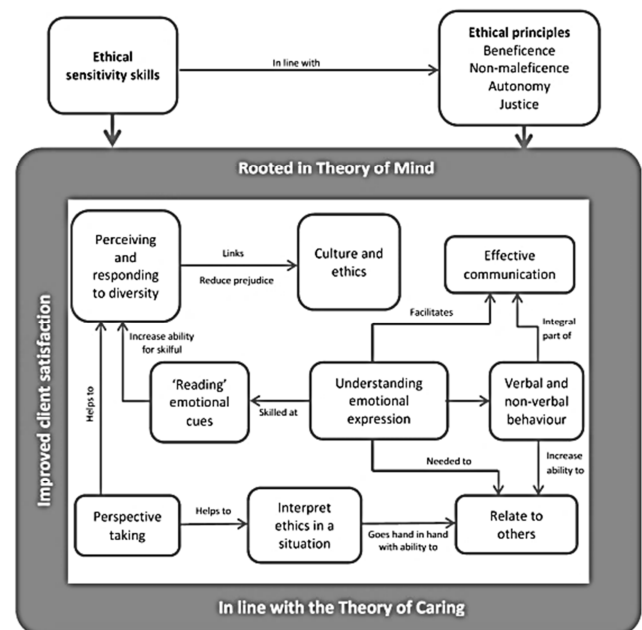 Ethical
sensitivity skills
In line with
Ethical principles
Beneficence
Non-maleficence
Autonomy
Justice
Rooted in Theory of Mind
Improved client satisfaction
Perceiving
and
responding
to diversity
Links
Reduce prejudice
Culture and
ethics
Effective
communication
Facilitates
Integral
part of
Increase ability
for skilful
Helps to
'Reading'
emotional
cues
Skilled at
Understanding
emotional
expression
Verbal and
non-verbal
behaviour
Needed to
Increase
ability to
Perspective
taking
Helps to
Interpret
ethics in a
situation
Goes hand in hand
with ability to
Relate to
others
In line with the Theory of Caring